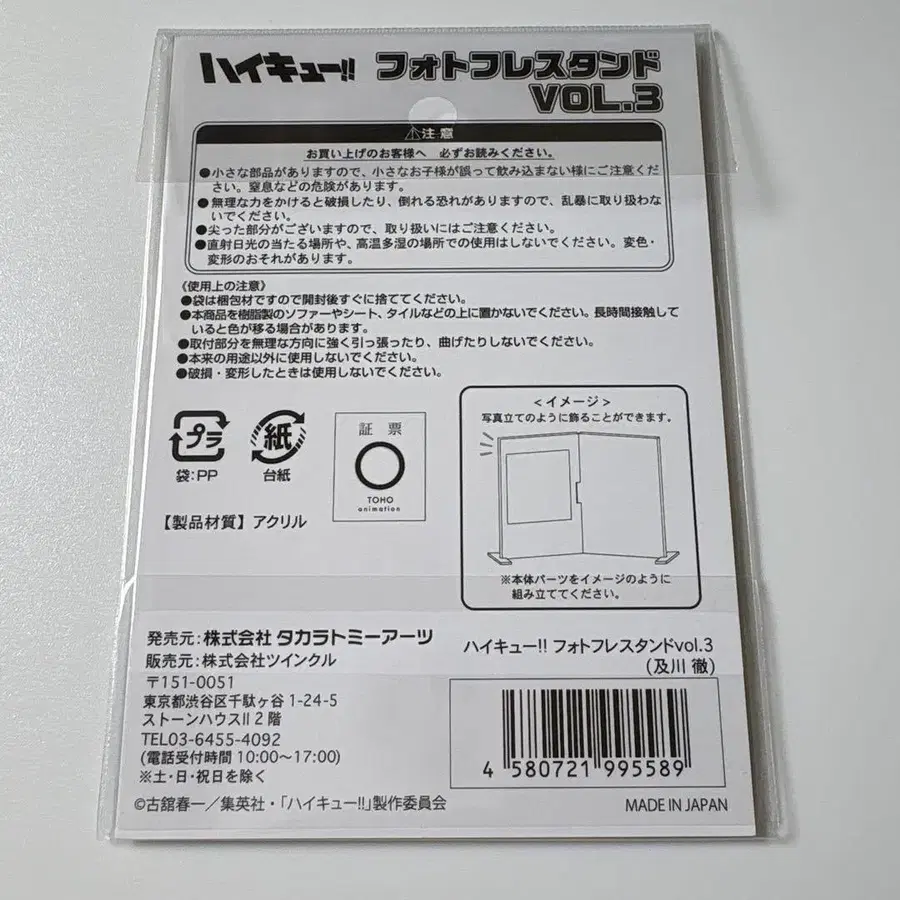 ハイキュー!! フォトフレスタンド
VOL.3
⚠注意
お買い上げのお客様へ 必ずお読みください。
●小さな部品がありますので、小さなお子様が誤って飲み込まない様にご注意くだ
さい。窒息などの危険があります。
●無理な力をかけると破損したり、倒れる恐れがありますので、乱暴に取り扱わな
いでください。
●尖った部分がございますので、取り扱いにはご注意ください。
●直射日光の当たる場所や、高温多湿の場所での使用はしないでください。変色・
変形のおそれがあります。
《使用上の注意》
●袋は梱包材ですので開封後すぐに捨ててください。
●本商品を樹脂製のソファーやシート、タイルなどの上に置かないでください。長時間接触して
いると色が移る場合があります。
●取付部分を無理な方向に強く引っ張ったり、曲げたりしないでください。
●本来の用途以外に使用しないでください。
●破損・変形したときは使用しないでください。
プラ
袋:PP
紙
台紙
証 票
TOHO
animation
【製品材質】アクリル
<イメージ>
写真立てのように飾ることができます。
※本体パーツをイメージのように
組み立ててください。
発売元:株式会社 タカラトミーアーツ
販売元:株式会社ツインクル
〒151-0051
東京都渋谷区千駄ヶ谷 1-24-5
ストーンハウスⅡ 2 階
TEL03-6455-4092
(電話受付時間 10:00〜17:00)
※土・日・祝日を除く
ハイキュー!! フォトフレスタンドvol.3
(及川 徹)
4 580721 995589
©古舘春一/集英社・「ハイキュー!!」製作委員会
MADE IN JAPAN